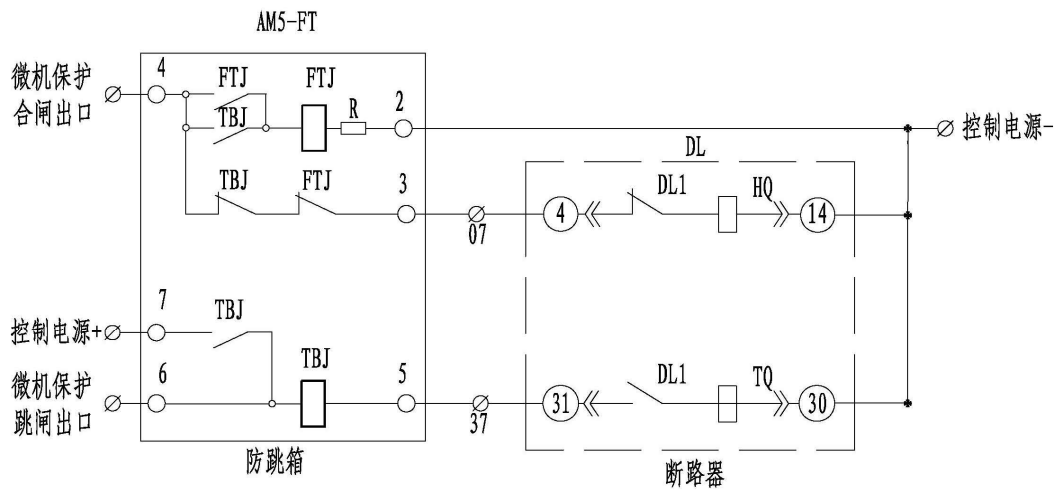 AM5-FT
微机保护
合闸出口
4
FTJ
FTJ
TBJ
R
2
控制电源-
TBJ
FTJ
3
07
DL
4
DL1
HQ
14
控制电源+
7
TBJ
微机保护
跳闸出口
6
TBJ
5
37
31
DL1
TQ
30
防跳箱
断路器